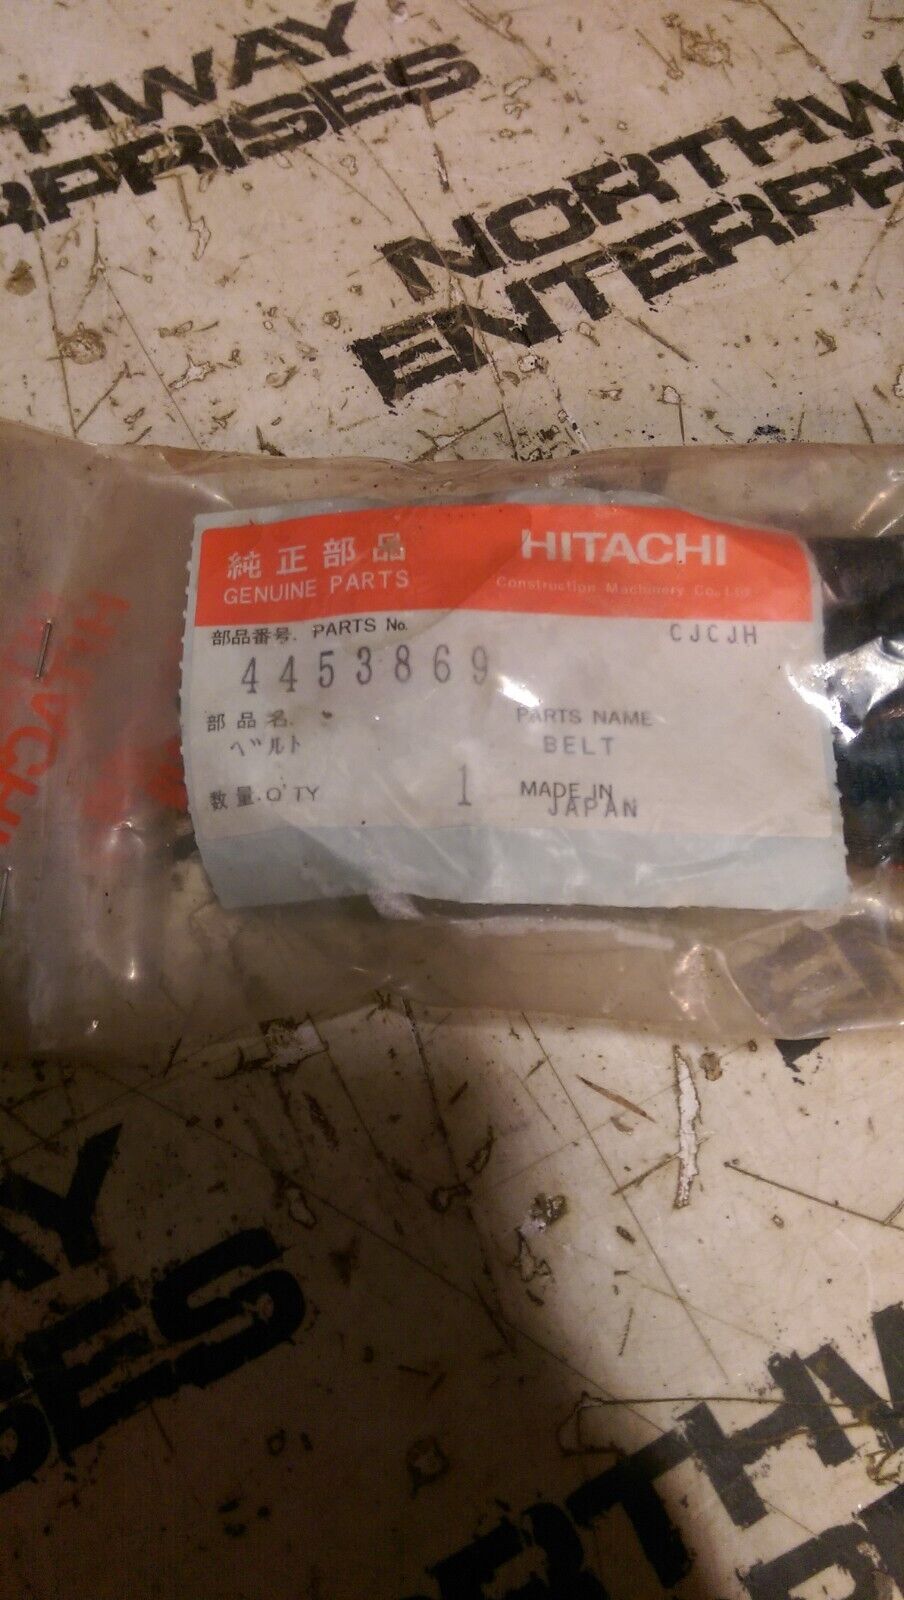 HWAY
RPRISES
NORTHW
ENTERPR
純正部品 HITACHI
GENUINE PARTS Construction Machinery Co., Ltd.
部品番号. PARTS No. CJCJH
4453869
部品名. PARTS NAME
ベルト BELT
数量.Q'TY 1 MADE IN
JAPAN
HITACHI
HITACHI
WAY
SES
RTHW